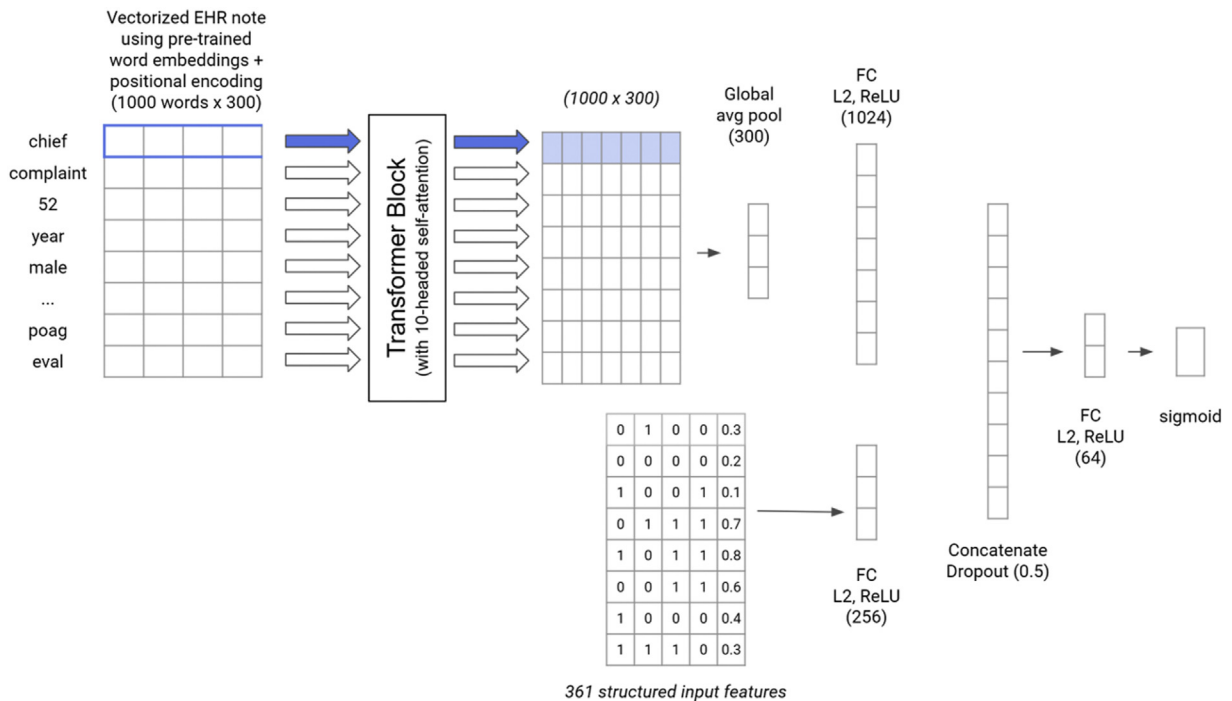 Vectorized EHR note
using pre-trained
word embeddings +
positional encoding
(1000 words x 300)
chief
complaint
52
year
male
...
poag
eval
Transformer Block
(with 10-headed self-attention)
(1000 x 300)
Global
avg pool
(300)
FC
L2, ReLU
(1024)
0 1 0 0 0.3
0 0 0 0 0.2
1 0 0 1 0.1
0 1 1 1 0.7
1 0 1 1 0.8
0 0 1 1 0.6
1 0 0 0 0.4
1 1 1 0 0.3
361 structured input features
FC
L2, ReLU
(256)
Concatenate
Dropout (0.5)
FC
L2, ReLU
(64)
sigmoid